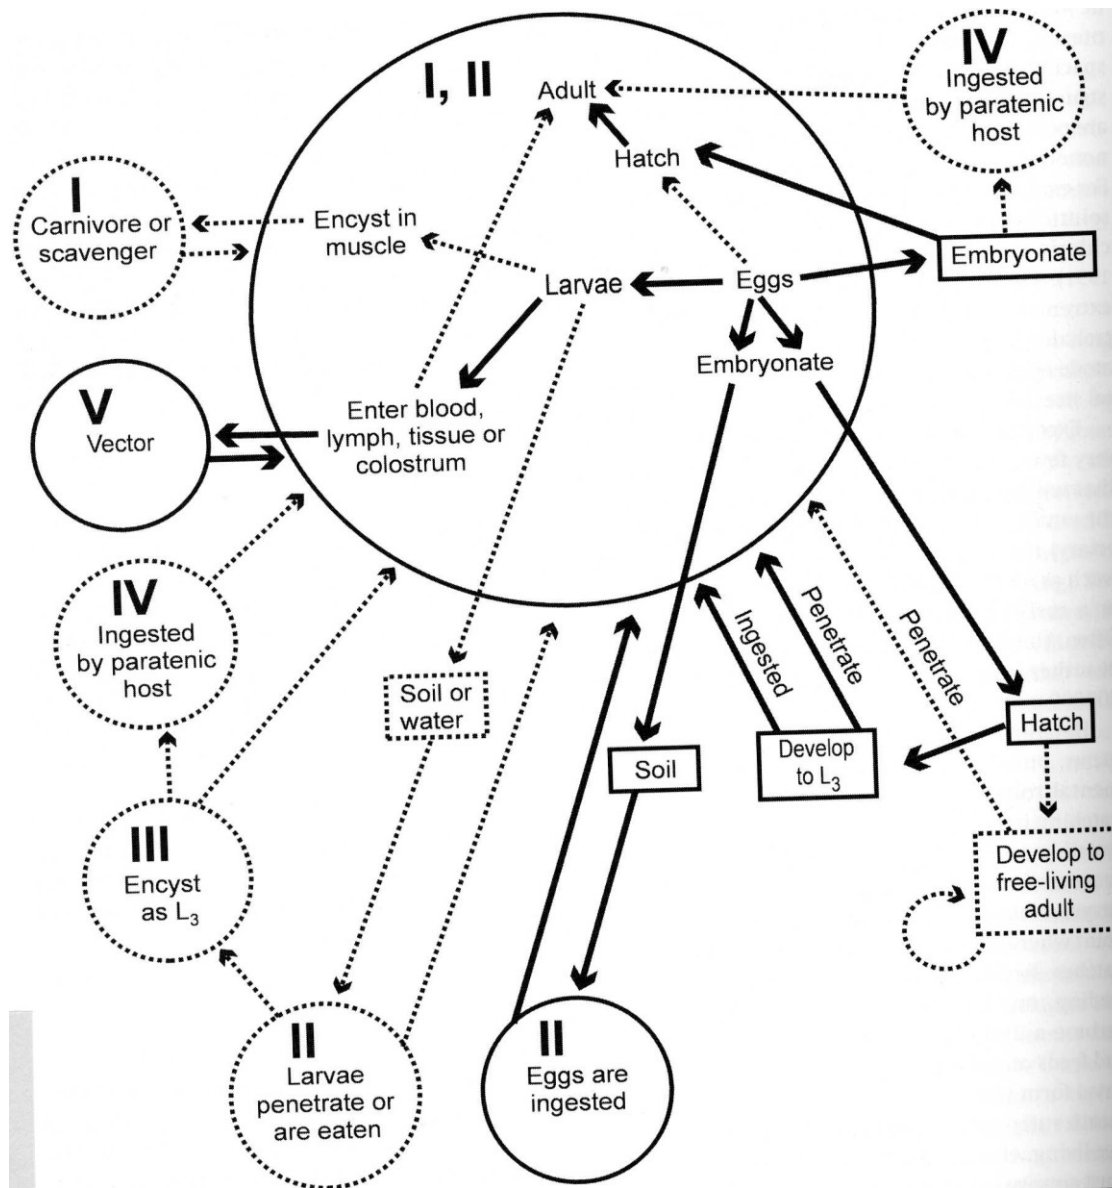 IV
Ingested
by paratenic
host
I, II
Adult
Hatch
I
Carnivore or
scavenger
Encyst in
muscle
Embryonate
Larvae
Eggs
Embryonate
V
Vector
Enter blood,
lymph, tissue or
colostrum
IV
Ingested
by paratenic
host
Soil or
water
Ingested
Penetrate
Penetrate
Soil
Develop
to L3
Hatch
III
Encyst
as L3
Develop to
free-living
adult
II
Larvae
penetrate or
are eaten
II
Eggs are
ingested